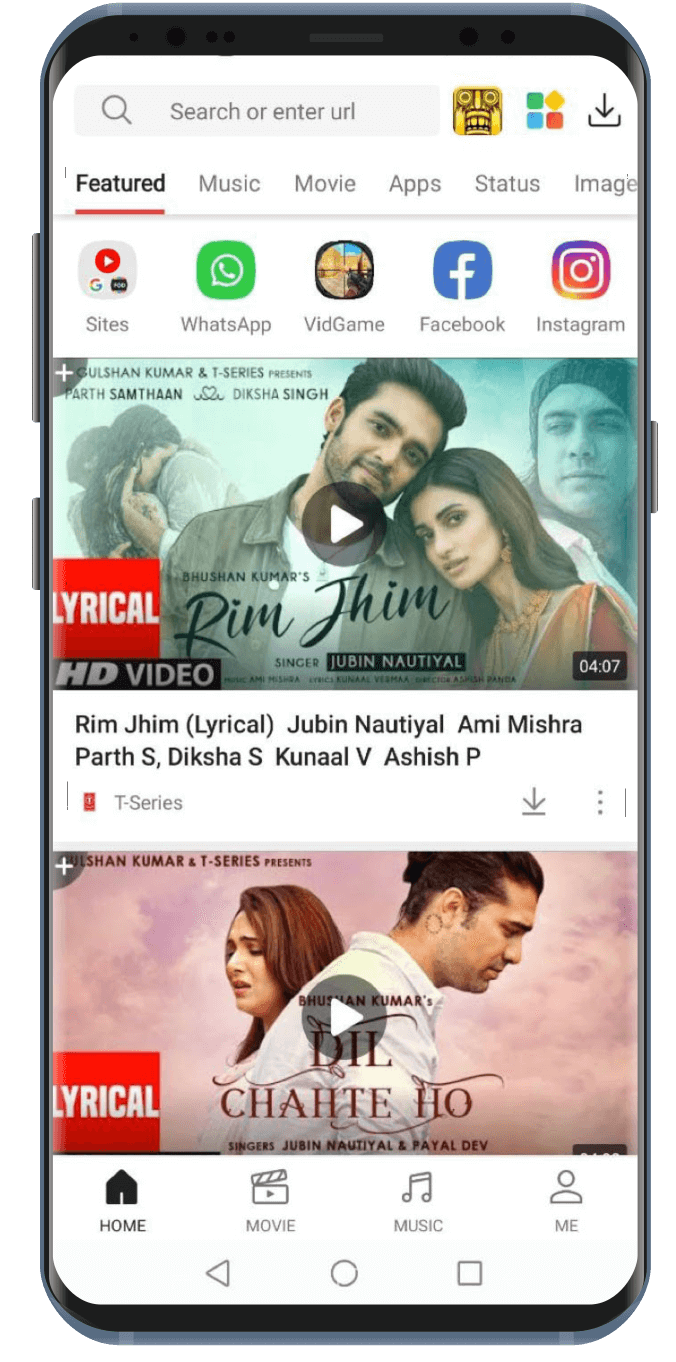 Search or enter url
Featured Music Movie Apps Status Image
Sites WhatsApp VidGame Facebook Instagram
GULSHAN KUMAR & T-SERIES PRESENTS
PARTH SAMTHAAN DIKSHA SINGH
BHUSHAN KUMAR'S
Rim Jhim
LYRICAL
SINGER JUBIN NAUTIYAL
HD VIDEO
MUSIC AMI MISHRA LYRICS KUNAAL VERMAA DIRECTOR ASHISH PANDA
04:07
Rim Jhim (Lyrical) Jubin Nautiyal Ami Mishra
Parth S, Diksha S Kunaal V Ashish P
T-Series
ULSHAN KUMAR & T-SERIES PRESENTS
BHUSHAN KUMAR's
DIL
CHAHTE HO
LYRICAL
SINGERS JUBIN NAUTIYAL & PAYAL DEV
HOME MOVIE MUSIC ME